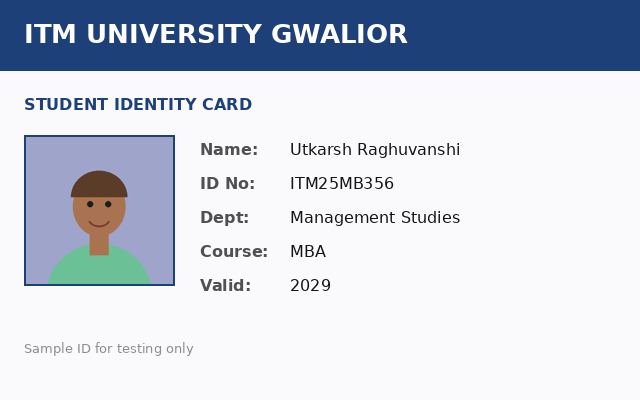 ITM UNIVERSITY GWALIOR
STUDENT IDENTITY CARD
Name: Utkarsh Raghuvanshi
ID No: ITM25MB356
Dept: Management Studies
Course: MBA
Valid: 2029
Sample ID for testing only